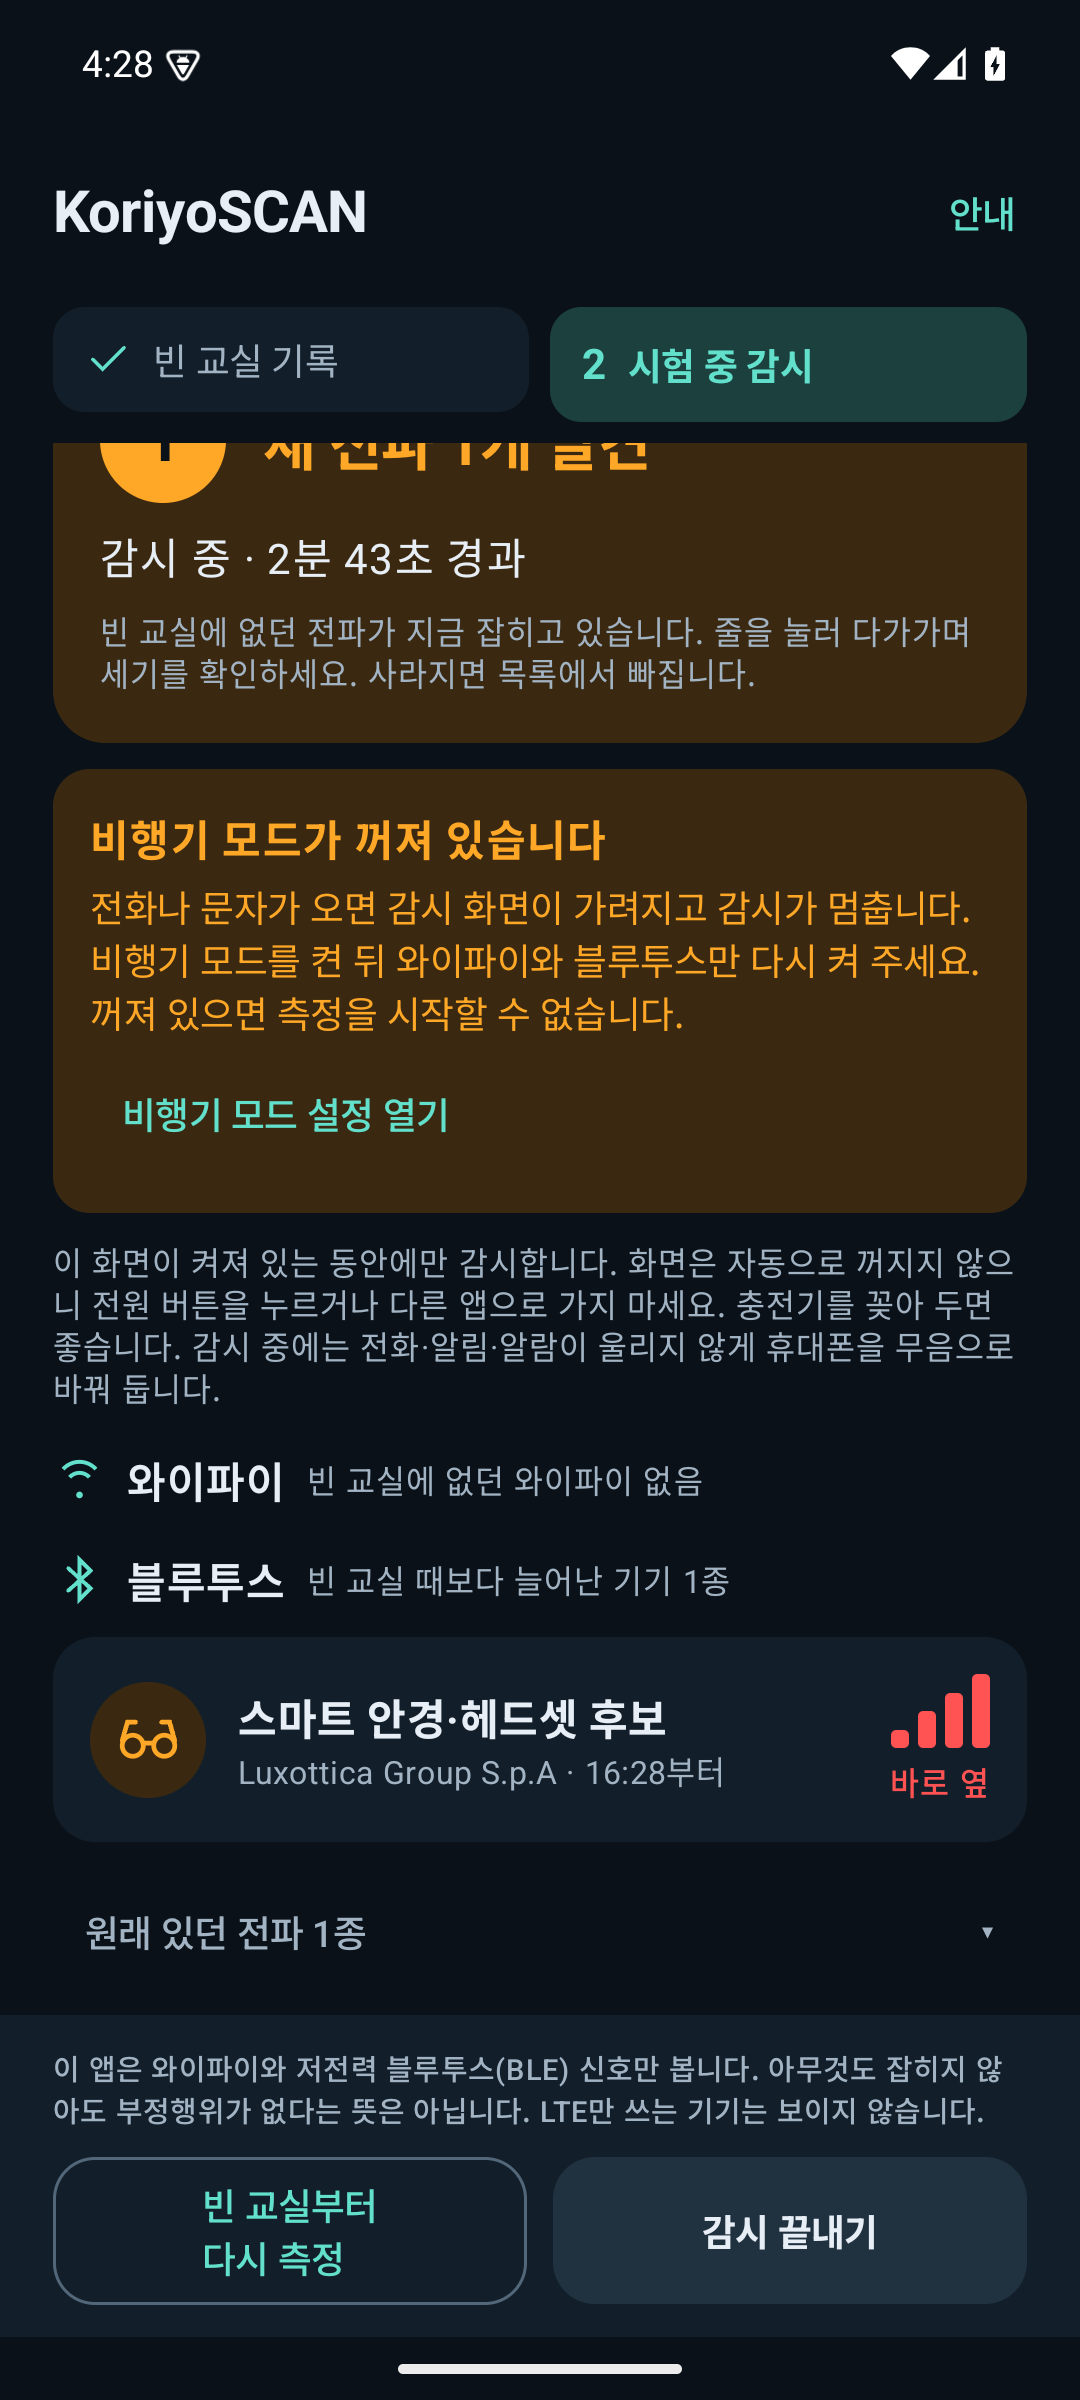 4:28
KoriyoSCAN
안내
빈 교실 기록
2 시험 중 감시
새 전파 1개 발견
감시 중 · 2분 43초 경과
빈 교실에 없던 전파가 지금 잡히고 있습니다. 줄을 눌러 다가가며
세기를 확인하세요. 사라지면 목록에서 빠집니다.
비행기 모드가 꺼져 있습니다
전화나 문자가 오면 감시 화면이 가려지고 감시가 멈춥니다.
비행기 모드를 켠 뒤 와이파이와 블루투스만 다시 켜 주세요.
꺼져 있으면 측정을 시작할 수 없습니다.
비행기 모드 설정 열기
이 화면이 켜져 있는 동안에만 감시합니다. 화면은 자동으로 꺼지지 않으
니 전원 버튼을 누르거나 다른 앱으로 가지 마세요. 충전기를 꽂아 두면
좋습니다. 감시 중에는 전화·알림·알람이 울리지 않게 휴대폰을 무음으로
바꿔 둡니다.
와이파이 빈 교실에 없던 와이파이 없음
블루투스 빈 교실 때보다 늘어난 기기 1종
스마트 안경·헤드셋 후보
Luxottica Group S.p.A · 16:28부터
바로 옆
원래 있던 전파 1종
이 앱은 와이파이와 저전력 블루투스(BLE) 신호만 봅니다. 아무것도 잡히지 않
아도 부정행위가 없다는 뜻은 아닙니다. LTE만 쓰는 기기는 보이지 않습니다.
빈 교실부터
다시 측정
감시 끝내기